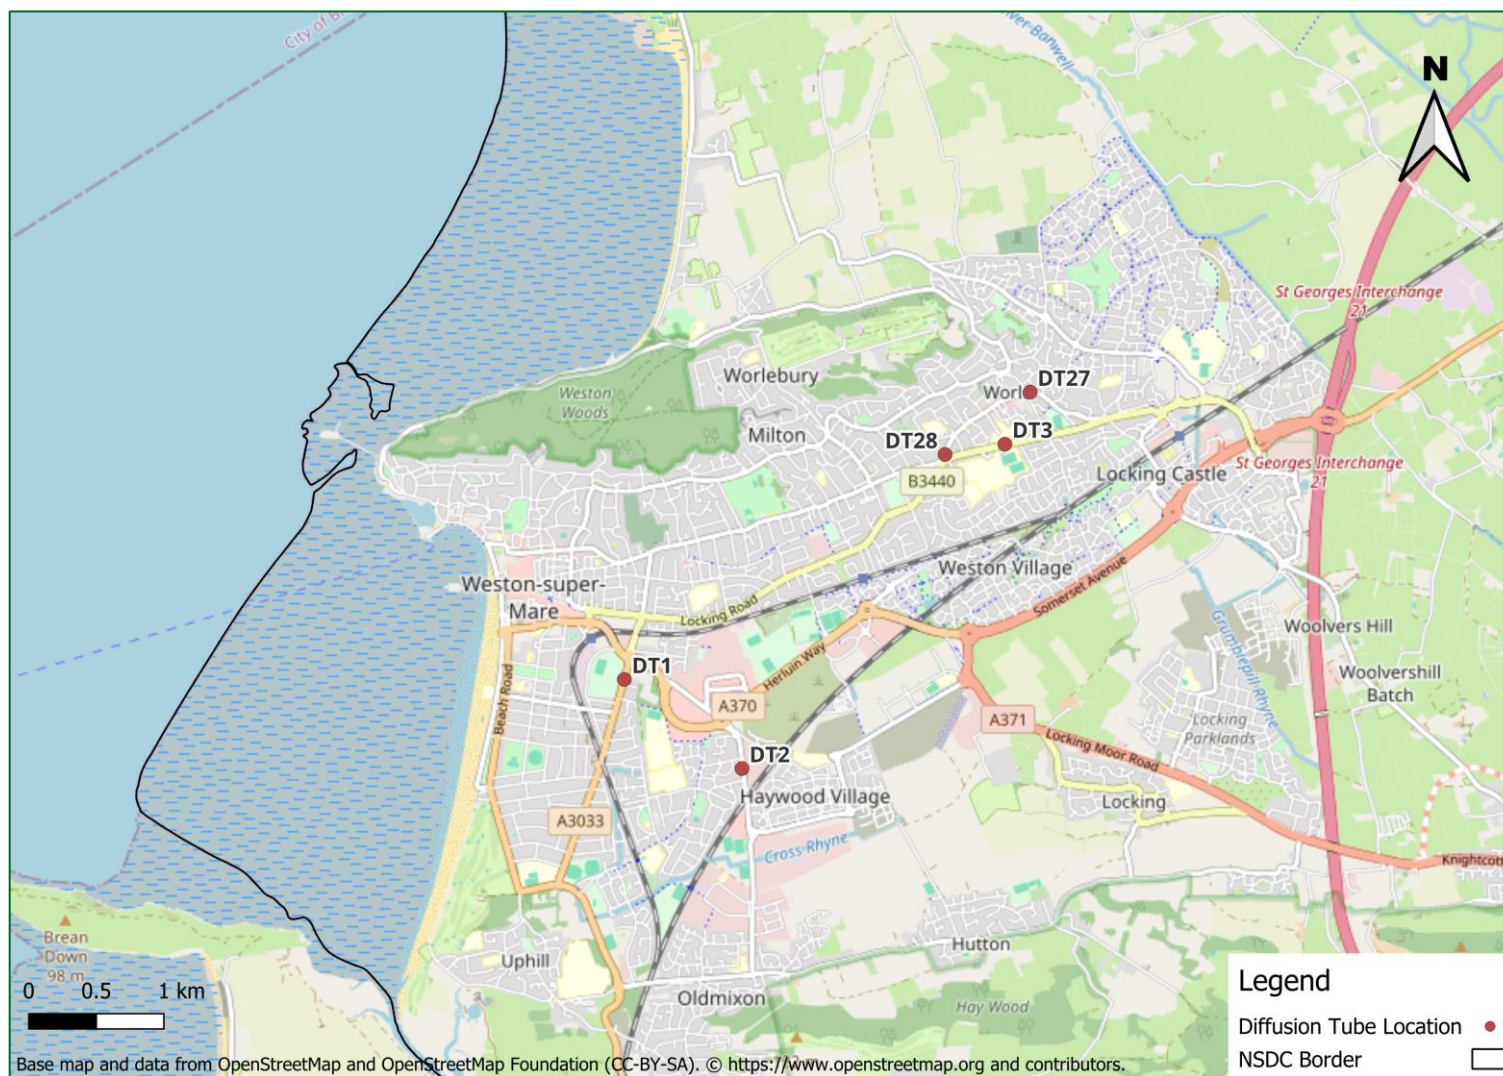 City of B
iver Banwell
N
St Georges Interchange
21
Weston
Woods
Worlebury
Worl
DT27
Milton
DT28
DT3
B3440
Locking Castle
St Georges Interchange
21
Weston Village
Weston-super-
Mare
Locking Road
Somerset Avenue
Grumblepill Rhyne
Woolvers Hill
DT1
Herluin Way
Beach Road
A370
A371
Woolvershill
Batch
Locking
Parklands
Locking Moor Road
DT2
Haywood Village
Locking
A3033
Cross Rhyne
Knightcott
Brean
Down
98 m
Uphill
Hutton
Oldmixon
Hay Wood
0 0.5 1 km
Legend
Diffusion Tube Location
NSDC Border
Base map and data from OpenStreetMap and OpenStreetMap Foundation (CC-BY-SA). © https://www.openstreetmap.org and contributors.